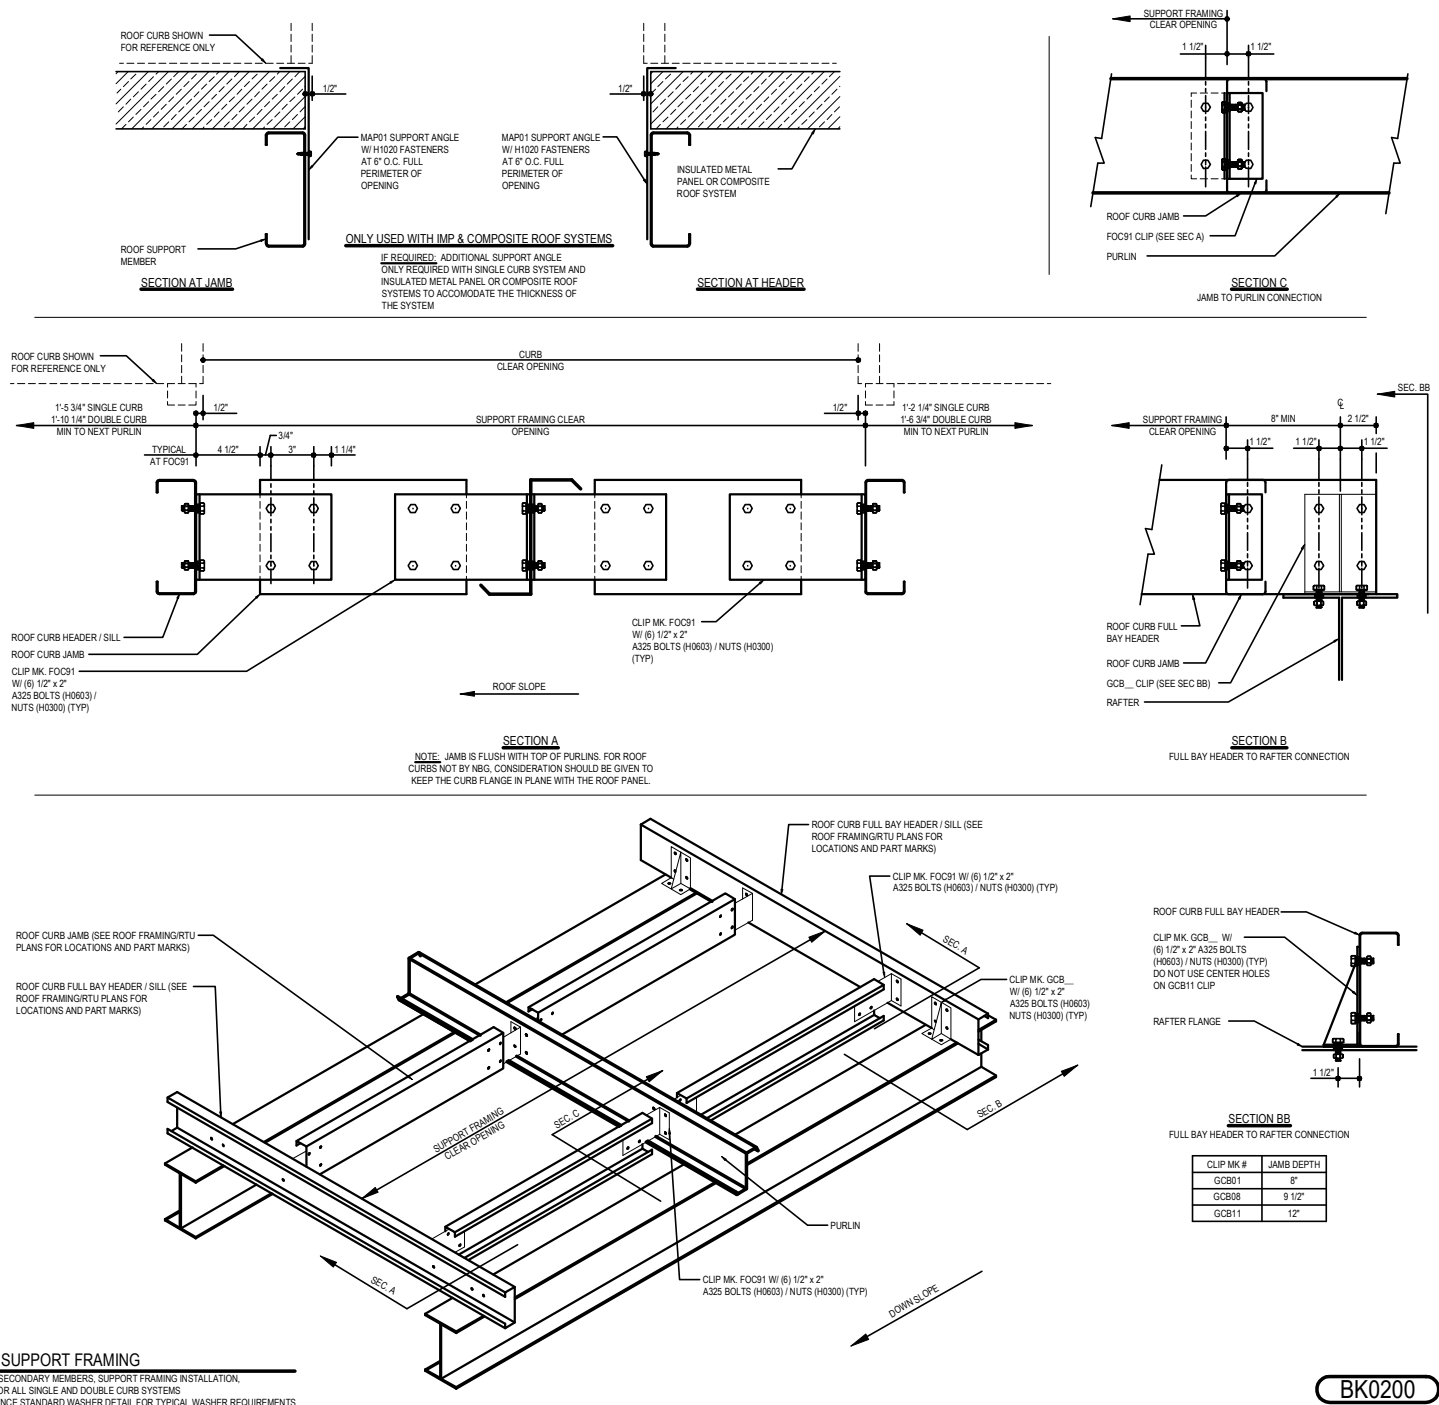 ROOF CURB SHOWN
FOR REFERENCE ONLY
1/2"
MAP01 SUPPORT ANGLE
W/ H1020 FASTENERS
AT 6" O.C. FULL
PERIMETER OF
OPENING
ROOF SUPPORT
MEMBER
SECTION AT JAMB
1/2"
MAP01 SUPPORT ANGLE
W/ H1020 FASTENERS
AT 6" O.C. FULL
PERIMETER OF
OPENING
INSULATED METAL
PANEL OR COMPOSITE
ROOF SYSTEM
SECTION AT HEADER
ONLY USED WITH IMP & COMPOSITE ROOF SYSTEMS
IF REQUIRED: ADDITIONAL SUPPORT ANGLE
ONLY REQUIRED WITH SINGLE CURB SYSTEM AND
INSULATED METAL PANEL OR COMPOSITE ROOF
SYSTEMS TO ACCOMODATE THE THICKNESS OF
THE SYSTEM
SUPPORT FRAMING
CLEAR OPENING
1 1/2"
1 1/2"
ROOF CURB JAMB
FOC91 CLIP (SEE SEC A)
PURLIN
SECTION C
JAMB TO PURLIN CONNECTION
ROOF CURB SHOWN
FOR REFERENCE ONLY
CURB
CLEAR OPENING
1'-5 3/4" SINGLE CURB
1'-10 1/4" DOUBLE CURB
MIN TO NEXT PURLIN
1/2"
SUPPORT FRAMING CLEAR
OPENING
1/2"
1'-2 1/4" SINGLE CURB
1'-6 3/4" DOUBLE CURB
MIN TO NEXT PURLIN
TYPICAL
AT FOC91
4 1/2"
3/4"
3"
1 1/4"
ROOF CURB HEADER / SILL
ROOF CURB JAMB
CLIP MK. FOC91
W/ (6) 1/2" x 2"
A325 BOLTS (H0603) /
NUTS (H0300) (TYP)
CLIP MK. FOC91
W/ (6) 1/2" x 2"
A325 BOLTS (H0603) / NUTS (H0300)
(TYP)
ROOF SLOPE
SECTION A
NOTE: JAMB IS FLUSH WITH TOP OF PURLINS. FOR ROOF
CURBS NOT BY NBG, CONSIDERATION SHOULD BE GIVEN TO
KEEP THE CURB FLANGE IN PLANE WITH THE ROOF PANEL.
SEC. BB
SUPPORT FRAMING
CLEAR OPENING
8" MIN
2 1/2"
1 1/2"
1 1/2"
1 1/2"
ROOF CURB FULL
BAY HEADER
ROOF CURB JAMB
GCB__ CLIP (SEE SEC BB)
RAFTER
SECTION B
FULL BAY HEADER TO RAFTER CONNECTION
ROOF CURB FULL BAY HEADER / SILL (SEE
ROOF FRAMING/RTU PLANS FOR
LOCATIONS AND PART MARKS)
CLIP MK. FOC91 W/ (6) 1/2" x 2"
A325 BOLTS (H0603) / NUTS (H0300) (TYP)
ROOF CURB JAMB (SEE ROOF FRAMING/RTU
PLANS FOR LOCATIONS AND PART MARKS)
ROOF CURB FULL BAY HEADER / SILL (SEE
ROOF FRAMING/RTU PLANS FOR
LOCATIONS AND PART MARKS)
SEC. A
CLIP MK. GCB__
W/ (6) 1/2" x 2"
A325 BOLTS (H0603)
NUTS (H0300) (TYP)
SUPPORT FRAMING
CLEAR OPENING
SEC. C
SEC. B
SEC. A
PURLIN
CLIP MK. FOC91 W/ (6) 1/2" x 2"
A325 BOLTS (H0603) / NUTS (H0300) (TYP)
DOWN SLOPE
ROOF CURB FULL BAY HEADER
CLIP MK. GCB__ W/
(6) 1/2" x 2" A325 BOLTS
(H0603) / NUTS (H0300) (TYP)
DO NOT USE CENTER HOLES
ON GCB11 CLIP
RAFTER FLANGE
1 1/2"
SECTION BB
FULL BAY HEADER TO RAFTER CONNECTION
CLIP MK # JAMB DEPTH
GCB01 8"
GCB08 9 1/2"
GCB11 12"
SUPPORT FRAMING
SECONDARY MEMBERS, SUPPORT FRAMING INSTALLATION,
OR ALL SINGLE AND DOUBLE CURB SYSTEMS
NCE STANDARD WASHER DETAIL FOR TYPICAL WASHER REQUIREMENTS
BK0200